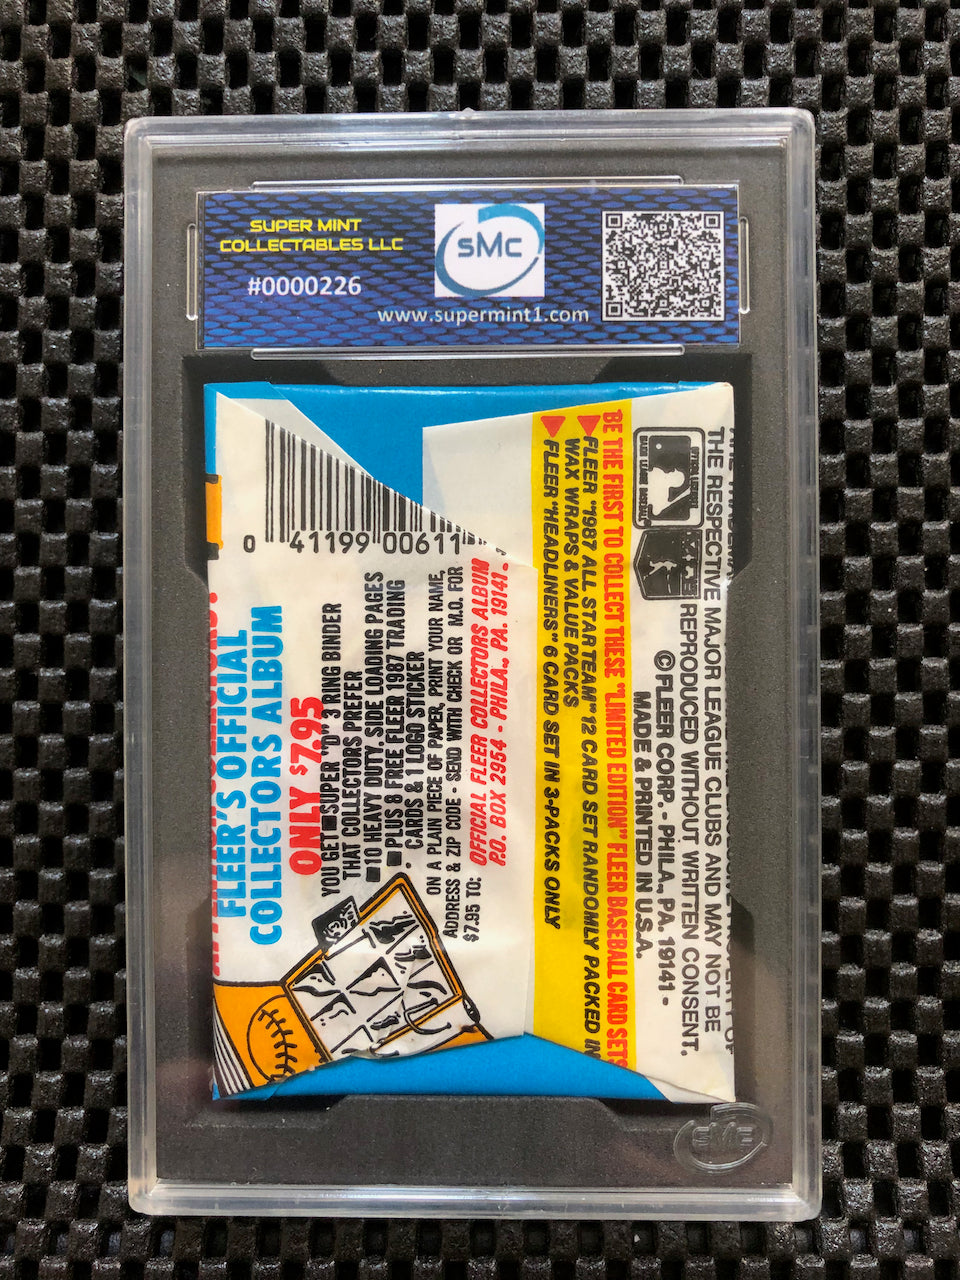 SUPER MINT
COLLECTABLES LLC
#0000226
sMc
www.supermint1.com
0 41199 00611
FLEER'S OFFICIAL
COLLECTORS ALBUM
ONLY $7.95
YOU GET ■ SUPER "D" 3 RING BINDER
THAT COLLECTORS PREFER
■ 10 HEAVY DUTY, SIDE LOADING PAGES
■ PLUS 8 FREE FLEER 1987 TRADING
CARDS & 1 LOGO STICKER
ON A PLAIN PIECE OF PAPER, PRINT YOUR NAME,
ADDRESS & ZIP CODE - SEND WITH CHECK OR M.O. FOR
$7.95 TO: OFFICIAL FLEER COLLECTORS ALBUM
P.O. BOX 2954 - PHILA., PA. 19141.
THE RESPECTIVE MAJOR LEAGUE CLUBS AND MAY NOT BE
REPRODUCED WITHOUT WRITTEN CONSENT.
©FLEER CORP. - PHILA., PA. 19141 -
MADE & PRINTED IN U.S.A.
BE THE FIRST TO COLLECT THESE "LIMITED EDITION" FLEER BASEBALL CARD SETS
FLEER "1987 ALL STAR TEAM" 12 CARD SET RANDOMLY PACKED IN
WAX WRAPS & VALUE PACKS
FLEER "HEADLINERS" 6 CARD SET IN 3-PACKS ONLY
SMC